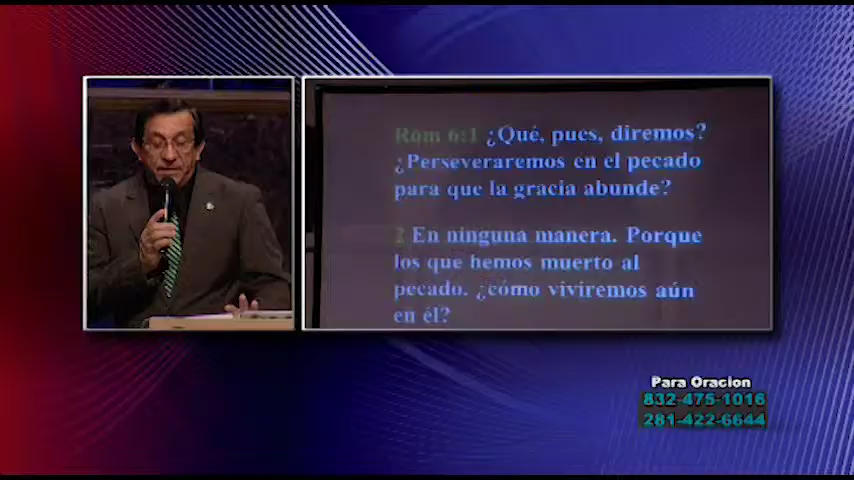 Rom 6:1 ¿Qué, pues, diremos?
¿Perseveraremos en el pecado
para que la gracia abunde?
2 En ninguna manera. Porque
los que hemos muerto al
pecado. ¿cómo viviremos aún
en él?
Para Oracion
832-475-1016
281-422-6644